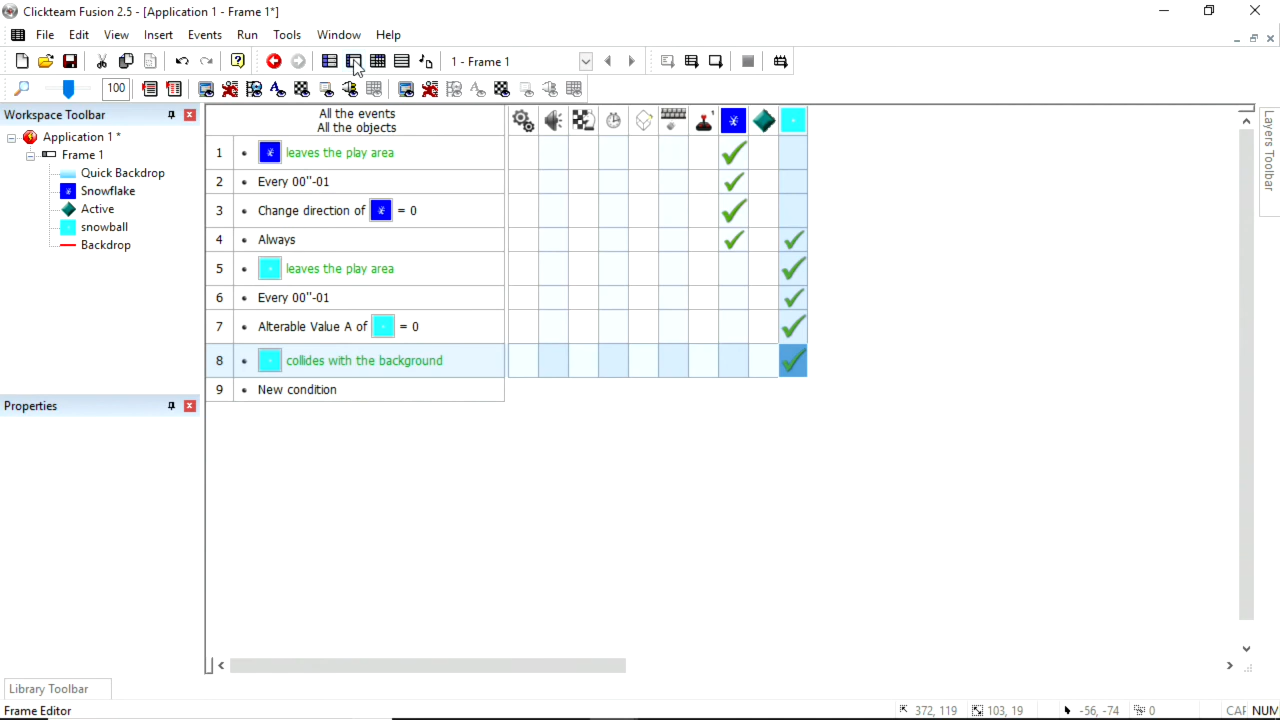 Clickteam Fusion 2.5 - [Application 1 - Frame 1*]
File Edit View Insert Events Run Tools Window Help
1 - Frame 1
100
Workspace Toolbar
Application 1 *
Frame 1
Quick Backdrop
Snowflake
Active
snowball
Backdrop
Properties
Library Toolbar
Frame Editor
All the events
All the objects
1 • leaves the play area
2 • Every 00"-01
3 • Change direction of = 0
4 • Always
5 • leaves the play area
6 • Every 00"-01
7 • Alterable Value A of = 0
8 • collides with the background
9 • New condition
Layers Toolbar
372, 119 103, 19 -56, -74 0 CAP NUM